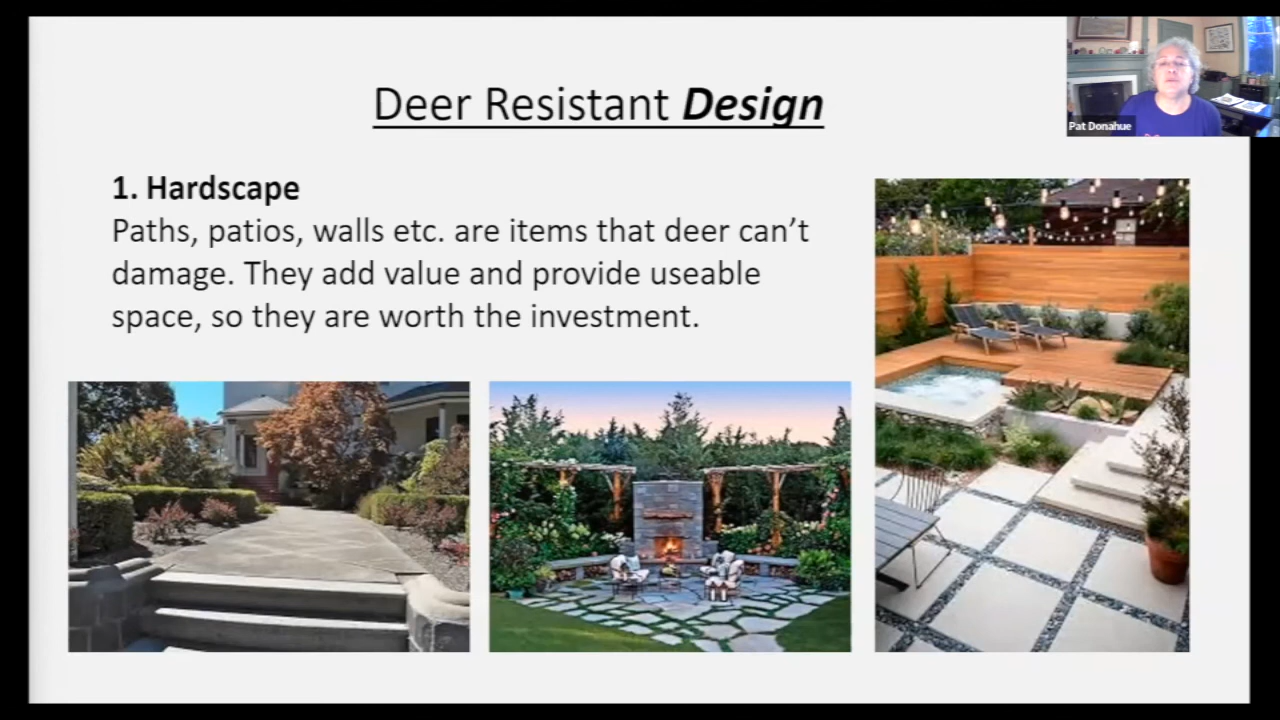 Deer Resistant Design
Pat Donahue
1. Hardscape
Paths, patios, walls etc. are items that deer can’t
damage. They add value and provide useable
space, so they are worth the investment.